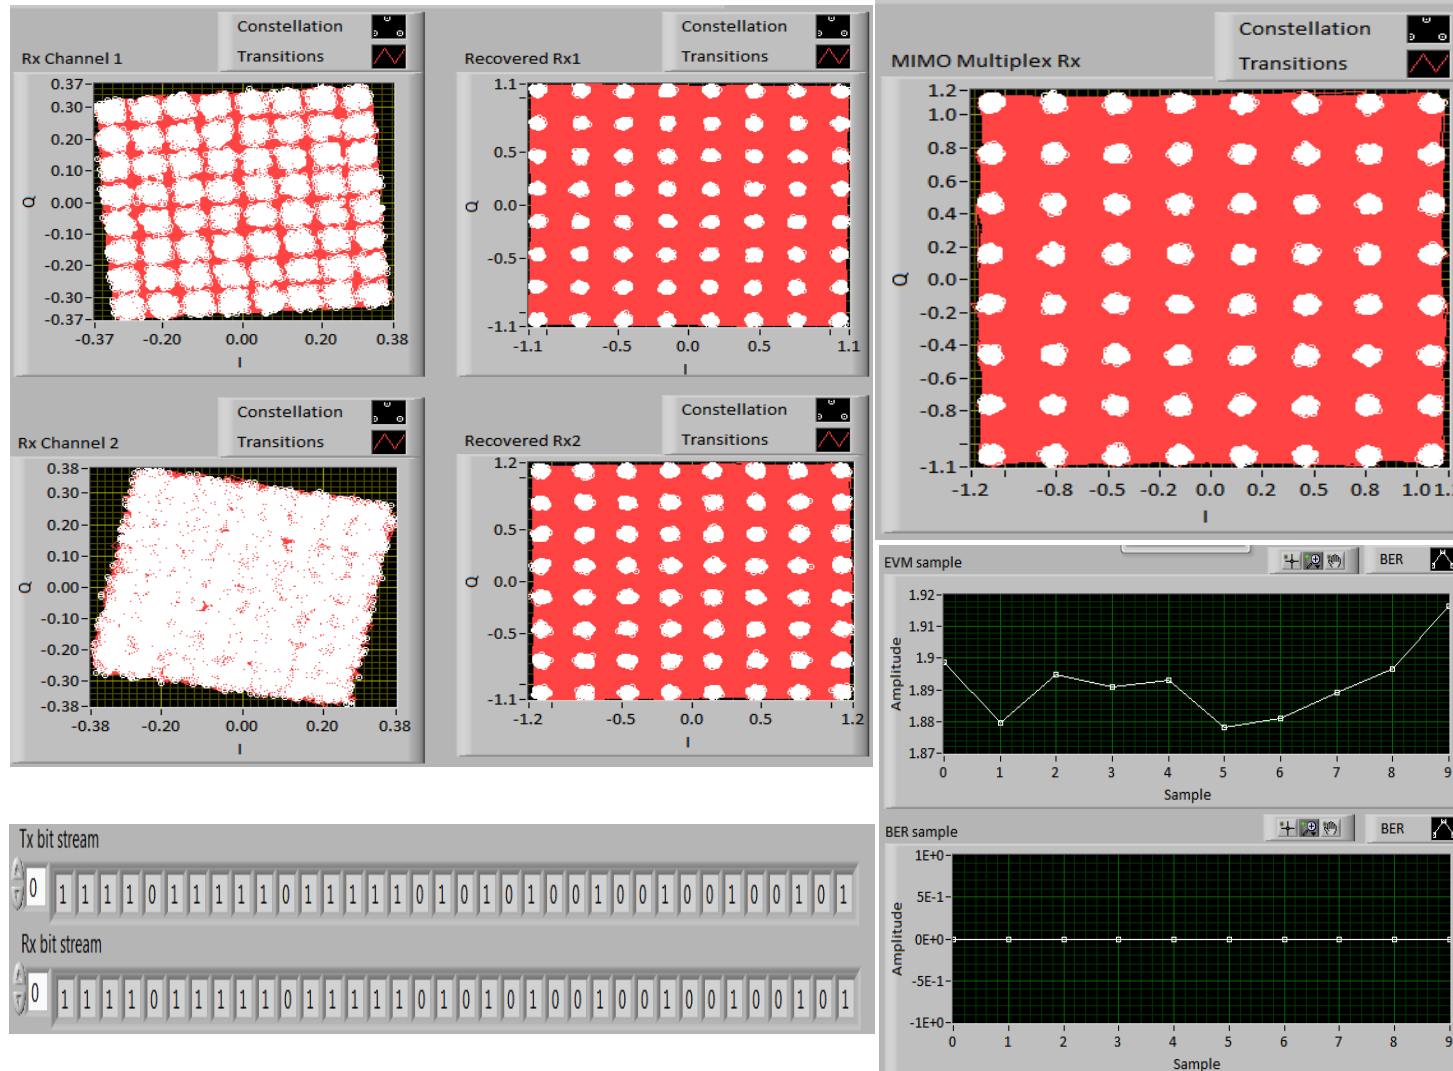 Rx Channel 1
Constellation
Transitions
0.37
0.30
0.20
0.10
0.00
-0.10
-0.20
-0.30
-0.37
Q
-0.37 -0.20 0.00 0.20 0.38
I
Recovered Rx1
Constellation
Transitions
1.1
0.5
0.0
-0.5
-1.1
Q
-1.1 -0.5 0.0 0.5 1.1
I
MIMO Multiplex Rx
Constellation
Transitions
1.2
1.0
0.8
0.6
0.4
0.2
0.0
-0.2
-0.4
-0.6
-0.8
-1.1
Q
-1.2 -0.8 -0.5 -0.2 0.0 0.2 0.5 0.8 1.0 1.
I
Rx Channel 2
Constellation
Transitions
0.38
0.30
0.20
0.10
0.00
-0.10
-0.20
-0.30
-0.38
Q
-0.38 -0.20 0.00 0.20 0.38
I
Recovered Rx2
Constellation
Transitions
1.2
0.5
0.0
-0.5
-1.1
Q
-1.2 -0.5 0.0 0.5 1.2
I
EVM sample
BER
1.92
1.91
1.9
1.89
1.88
1.87
Amplitude
0 1 2 3 4 5 6 7 8 9
Sample
BER sample
BER
1E+0
5E-1
0E+0
-5E-1
-1E+0
Amplitude
0 1 2 3 4 5 6 7 8 9
Sample
Tx bit stream
0 1 1 1 1 0 1 1 1 1 1 0 1 1 1 1 1 0 1 0 1 0 1 0 0 1 0 0 1 0 0 1 0 0 1 0 1
Rx bit stream
0 1 1 1 1 0 1 1 1 1 1 0 1 1 1 1 1 0 1 0 1 0 1 0 0 1 0 0 1 0 0 1 0 0 1 0 1